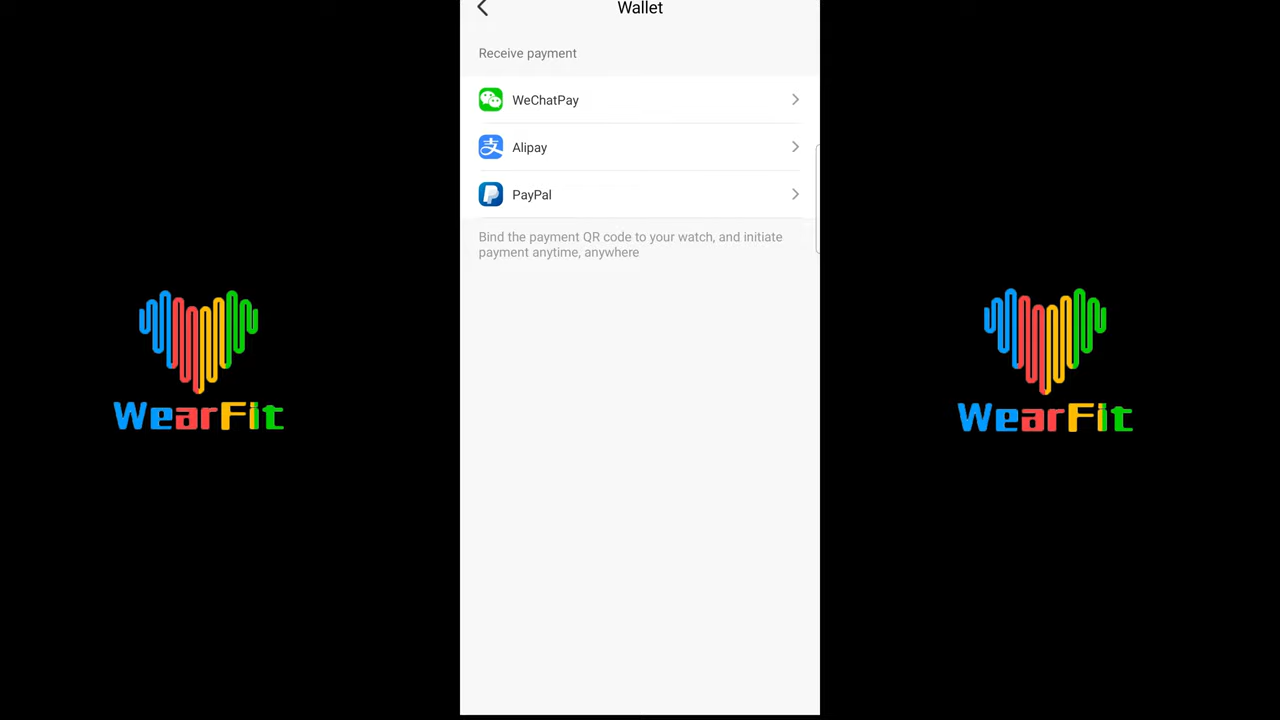 Wallet
Receive payment
WeChatPay
支 Alipay
PayPal
Bind the payment QR code to your watch, and initiate
payment anytime, anywhere
WearFit
WearFit